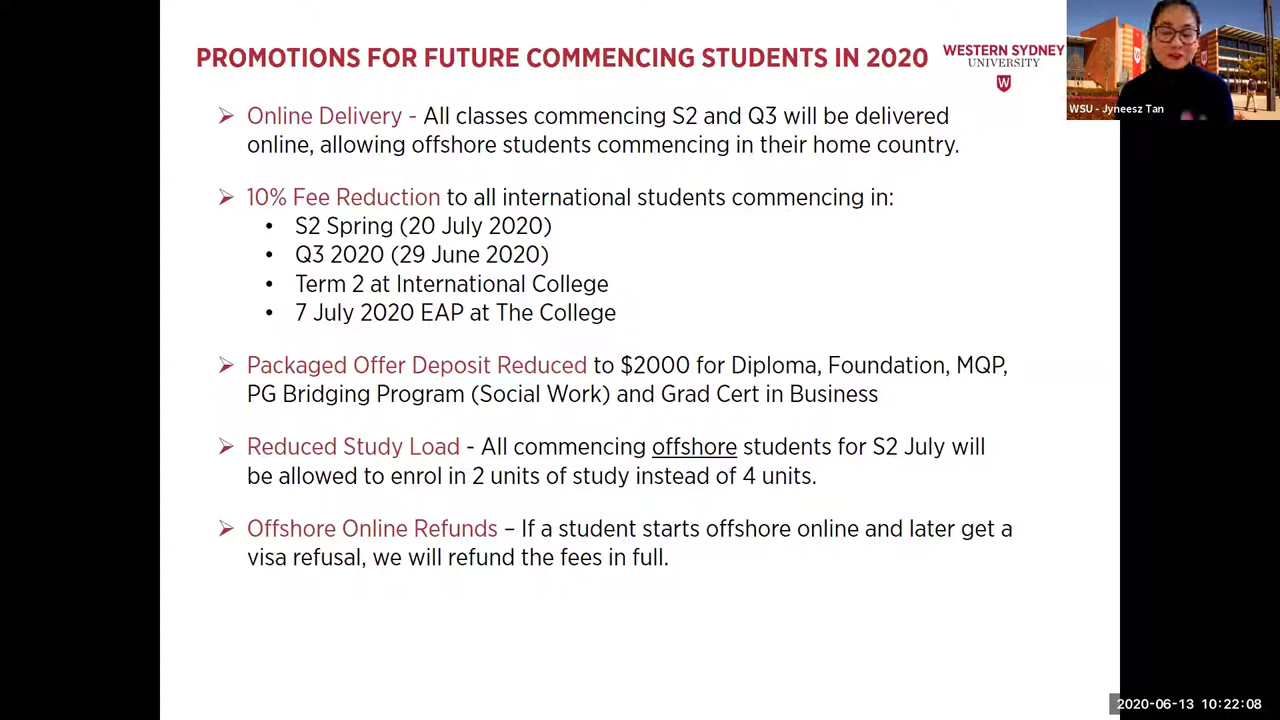 PROMOTIONS FOR FUTURE COMMENCING STUDENTS IN 2020
WESTERN SYDNEY
UNIVERSITY
W
WSU - Jyneesz Tan
➢ Online Delivery - All classes commencing S2 and Q3 will be delivered
online, allowing offshore students commencing in their home country.
➢ 10% Fee Reduction to all international students commencing in:
• S2 Spring (20 July 2020)
• Q3 2020 (29 June 2020)
• Term 2 at International College
• 7 July 2020 EAP at The College
➢ Packaged Offer Deposit Reduced to $2000 for Diploma, Foundation, MQP,
PG Bridging Program (Social Work) and Grad Cert in Business
➢ Reduced Study Load - All commencing offshore students for S2 July will
be allowed to enrol in 2 units of study instead of 4 units.
➢ Offshore Online Refunds – If a student starts offshore online and later get a
visa refusal, we will refund the fees in full.
2020-06-13 10:22:08